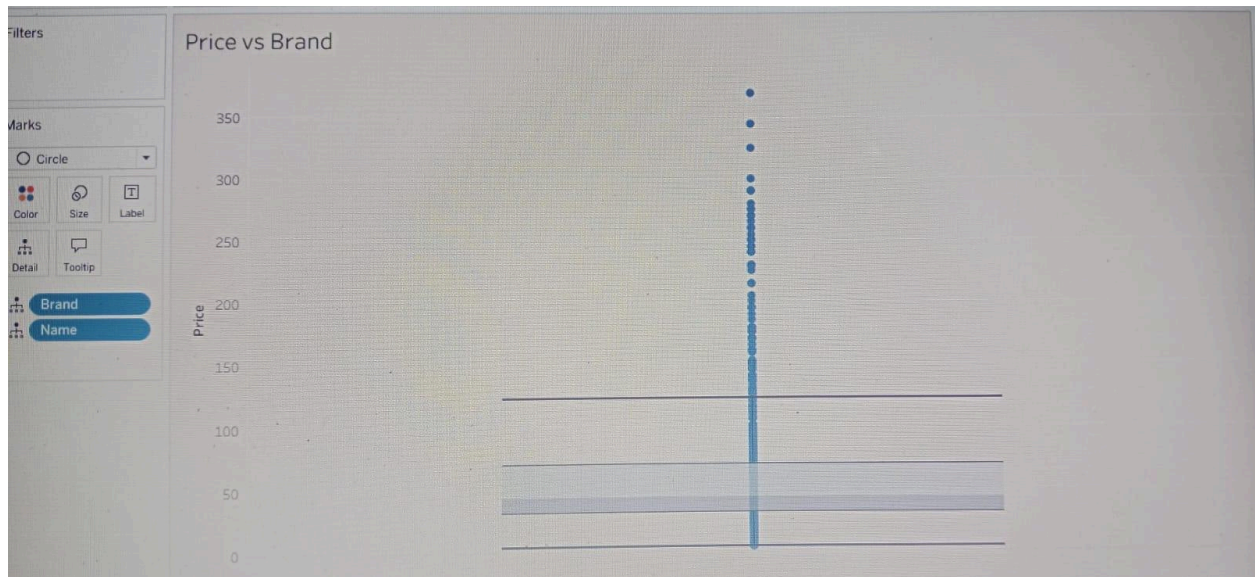 Filters
Price vs Brand
Marks
Circle
Color
Size
T
Label
Detail
Tooltip
Brand
Name
Price
350
300
250
200
150
100
50
0